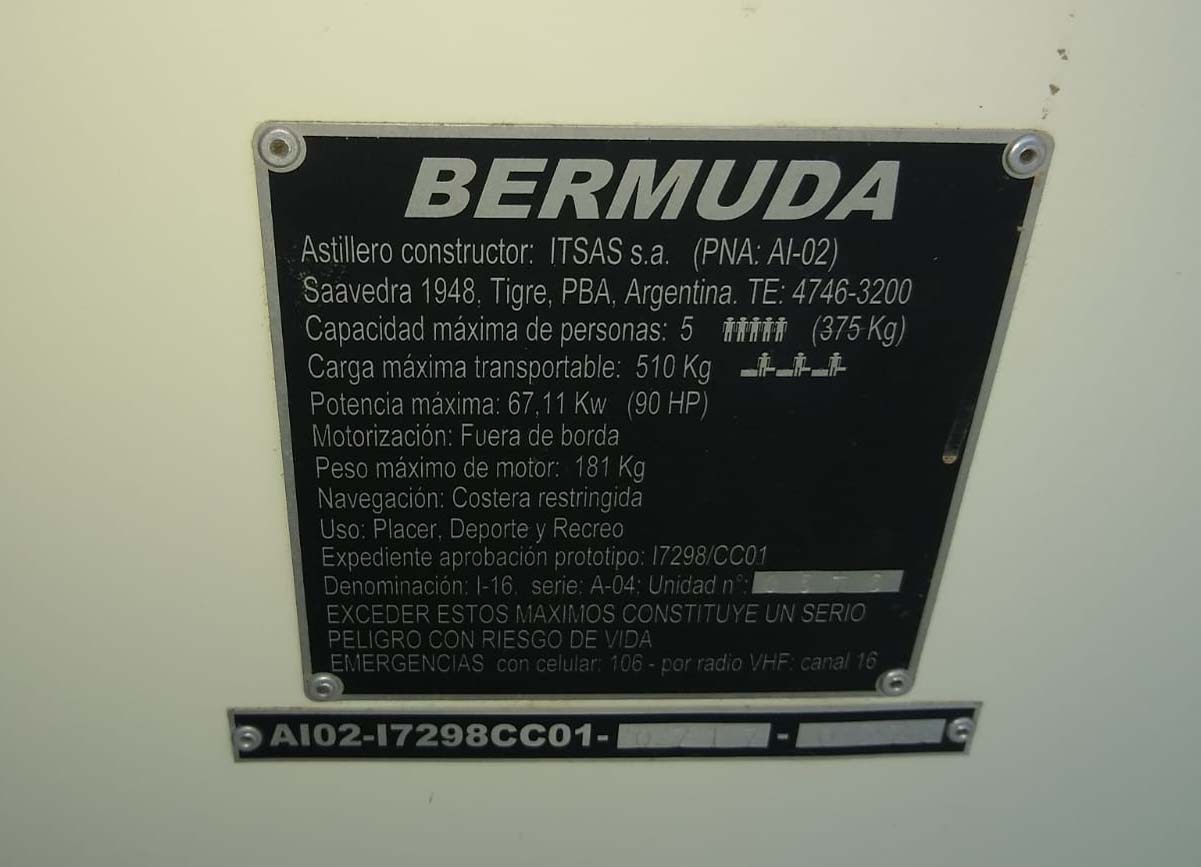 BERMUDA
Astillero constructor: ITSAS s.a. (PNA: AI-02)
Saavedra 1948, Tigre, PBA, Argentina. TE: 4746-3200
Capacidad máxima de personas: 5 (375 Kg)
Carga máxima transportable: 510 Kg
Potencia máxima: 67,11 Kw (90 HP)
Motorización: Fuera de borda
Peso máximo de motor: 181 Kg
Navegación: Costera restringida
Uso: Placer, Deporte y Recreo
Expediente aprobación prototipo: I7298/CC01
Denominación: I-16. serie: A-04; Unidad n°:
EXCEDER ESTOS MAXIMOS CONSTITUYE UN SERIO
PELIGRO CON RIESGO DE VIDA
EMERGENCIAS con celular: 106 - por radio VHF: canal 16
AI02-I7298CC01- -